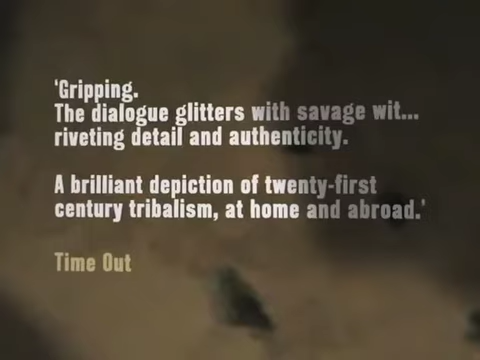 ‘Gripping.
The dialogue glitters with savage wit...
riveting detail and authenticity.
A brilliant depiction of twenty-first
century tribalism, at home and abroad.’
Time Out